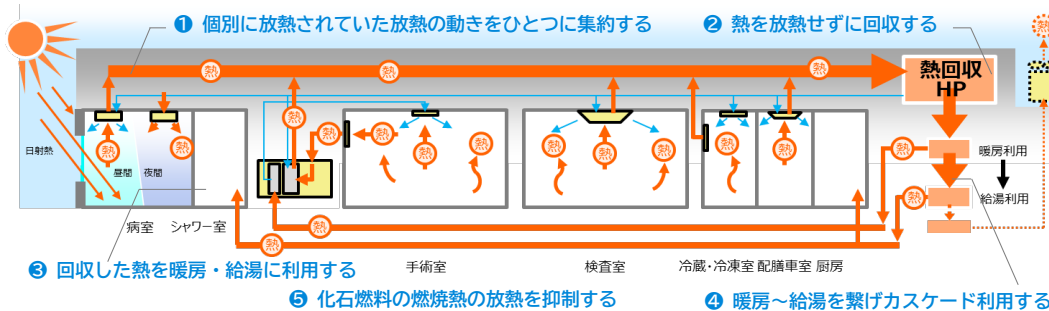 ❶ 個別に放熱されていた放熱の動きをひとつに集約する
❷ 熱を放熱せずに回収する
熱
熱
熱
熱
熱回収
HP
日射熱
熱
昼間
夜間
熱
熱
熱
熱
熱
熱
熱
熱
熱
熱
熱
熱
暖房利用
熱
給湯利用
熱
熱
病室
シャワー室
手術室
検査室
冷蔵・冷凍室
配膳車室
厨房
❸ 回収した熱を暖房・給湯に利用する
❹ 暖房~給湯を繋げカスケード利用する
❺ 化石燃料の燃焼熱の放熱を抑制する